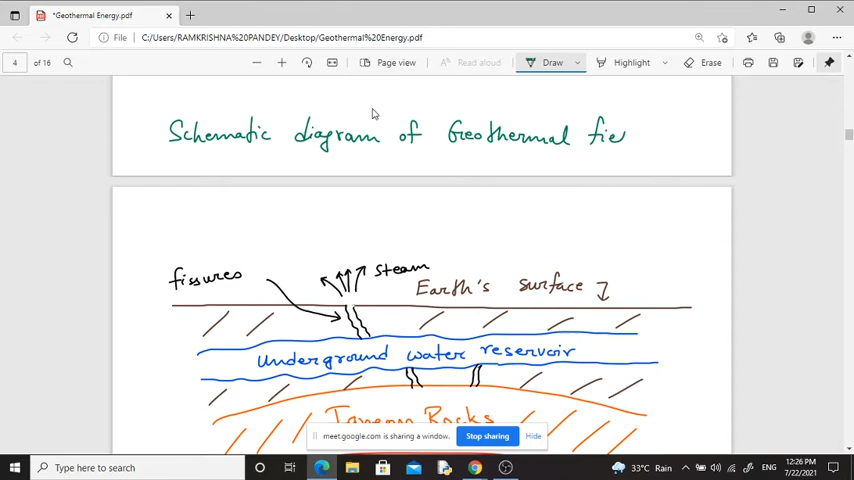 *Geothermal Energy.pdf
File
C:/Users/RAMKRISHNA%20PANDEY/Desktop/Geothermal%20Energy.pdf
4 of 16
Page view
Read aloud
Draw
Highlight
Erase
Schematic diagram of Geothermal fie
fissures
steam
Earth's surface
underground water reservoir
Igneous Rocks
meet.google.com is sharing a window.
Stop sharing
Hide
Type here to search
33°C Rain
ENG
12:26 PM
7/22/2021